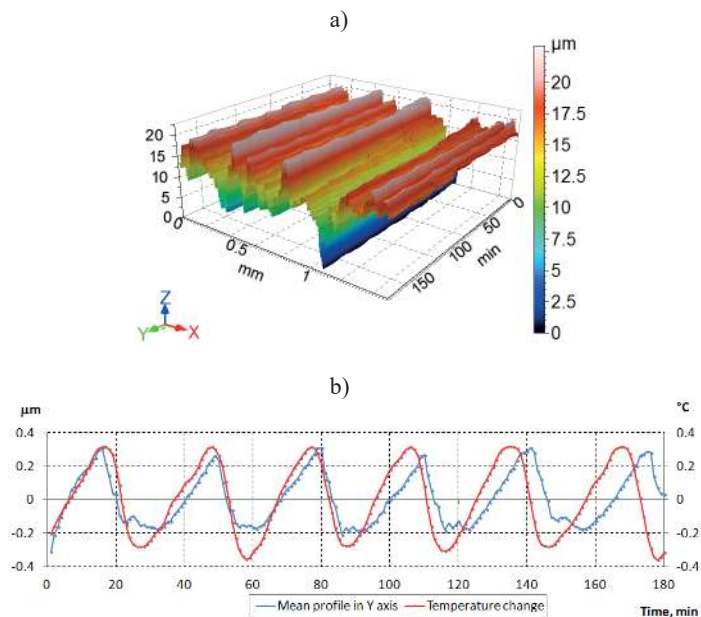 a)
µm
20
17.5
15
12.5
10
7.5
5
2.5
0
20
15
10
5
0
0
0.5
1
mm
150
100
50
0
min
Z
Y
X
b)
µm
°C
0.4
0.2
0
-0.2
-0.4
0.4
0.2
0
-0.2
-0.4
0 20 40 60 80 100 120 140 160 180
Mean profile in Y axis Temperature change
Time, min